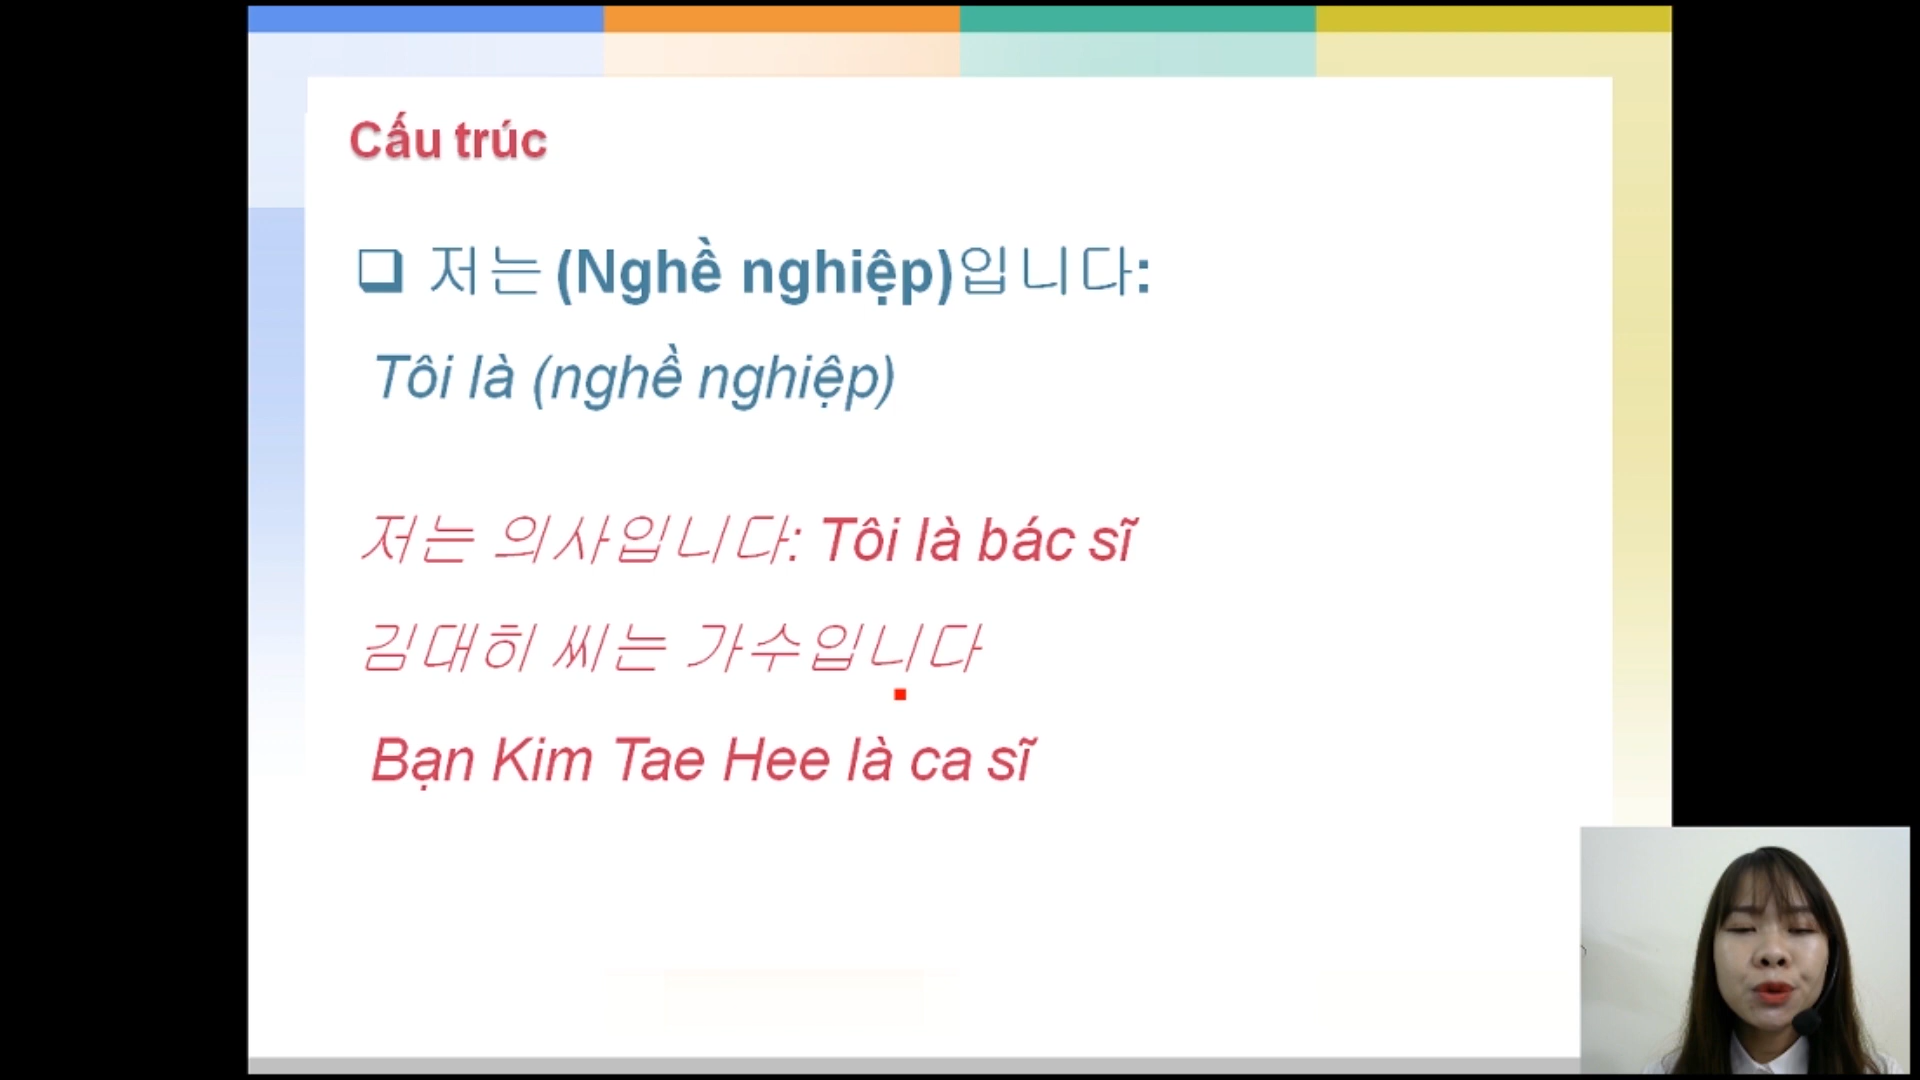 Cấu trúc
저는 (Nghề nghiệp)입니다:
Tôi là (nghề nghiệp)
저는 의사입니다: Tôi là bác sĩ
김대히 씨는 가수입니다
Bạn Kim Tae Hee là ca sĩ